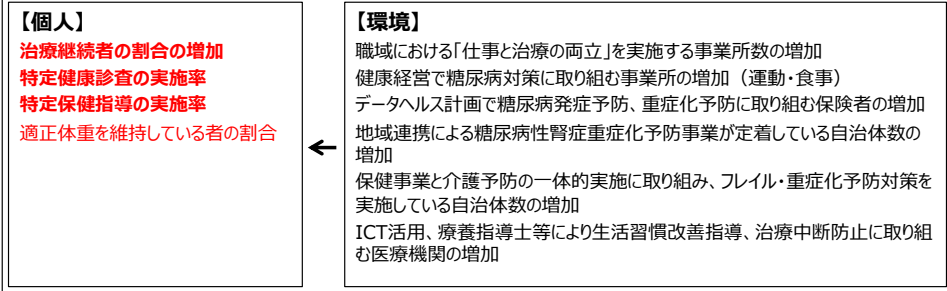 【個人】
治療継続者の割合の増加
特定健康診査の実施率
特定保健指導の実施率
適正体重を維持している者の割合
←
【環境】
職域における「仕事と治療の両立」を実施する事業所数の増加
健康経営で糖尿病対策に取り組む事業所の増加（運動・食事）
データヘルス計画で糖尿病発症予防、重症化予防に取り組む保険者の増加
地域連携による糖尿病性腎症重症化予防事業が定着している自治体数の
増加
保健事業と介護予防の一体的実施に取り組み、フレイル・重症化予防対策を
実施している自治体数の増加
ICT活用、療養指導士等により生活習慣改善指導、治療中断防止に取り組
む医療機関の増加